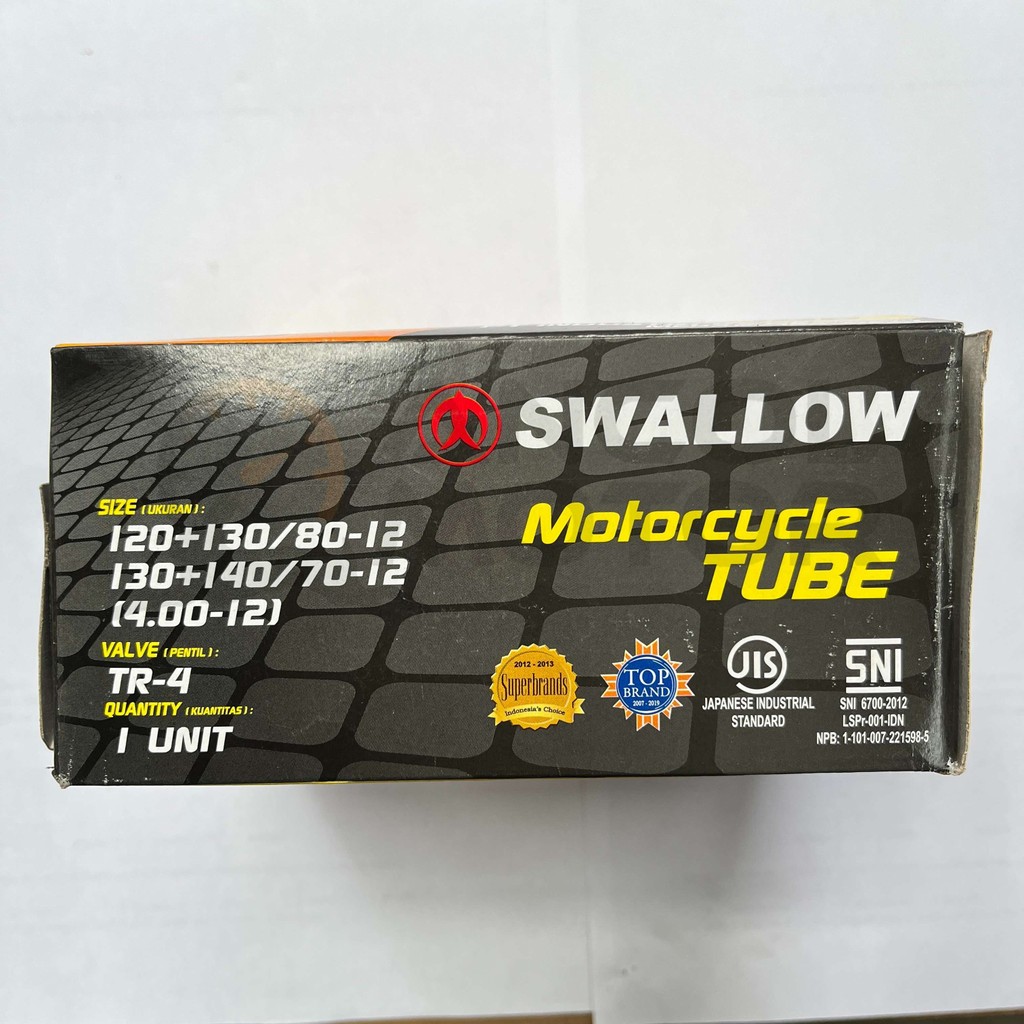 SWALLOW
Motorcycle
TUBE
SIZE (UKURAN) :
120+130/80-12
130+140/70-12
(4.00-12)
VALVE (PENTIL) :
TR-4
QUANTITY (KUANTITAS) :
1 UNIT
2012 - 2013
Superbrands
Indonesia's Choice
TOP
BRAND
2007 - 2019
JIS
JAPANESE INDUSTRIAL
STANDARD
SNI
SNI 6700-2012
LSPr-001-IDN
NPB: 1-101-007-221598-5